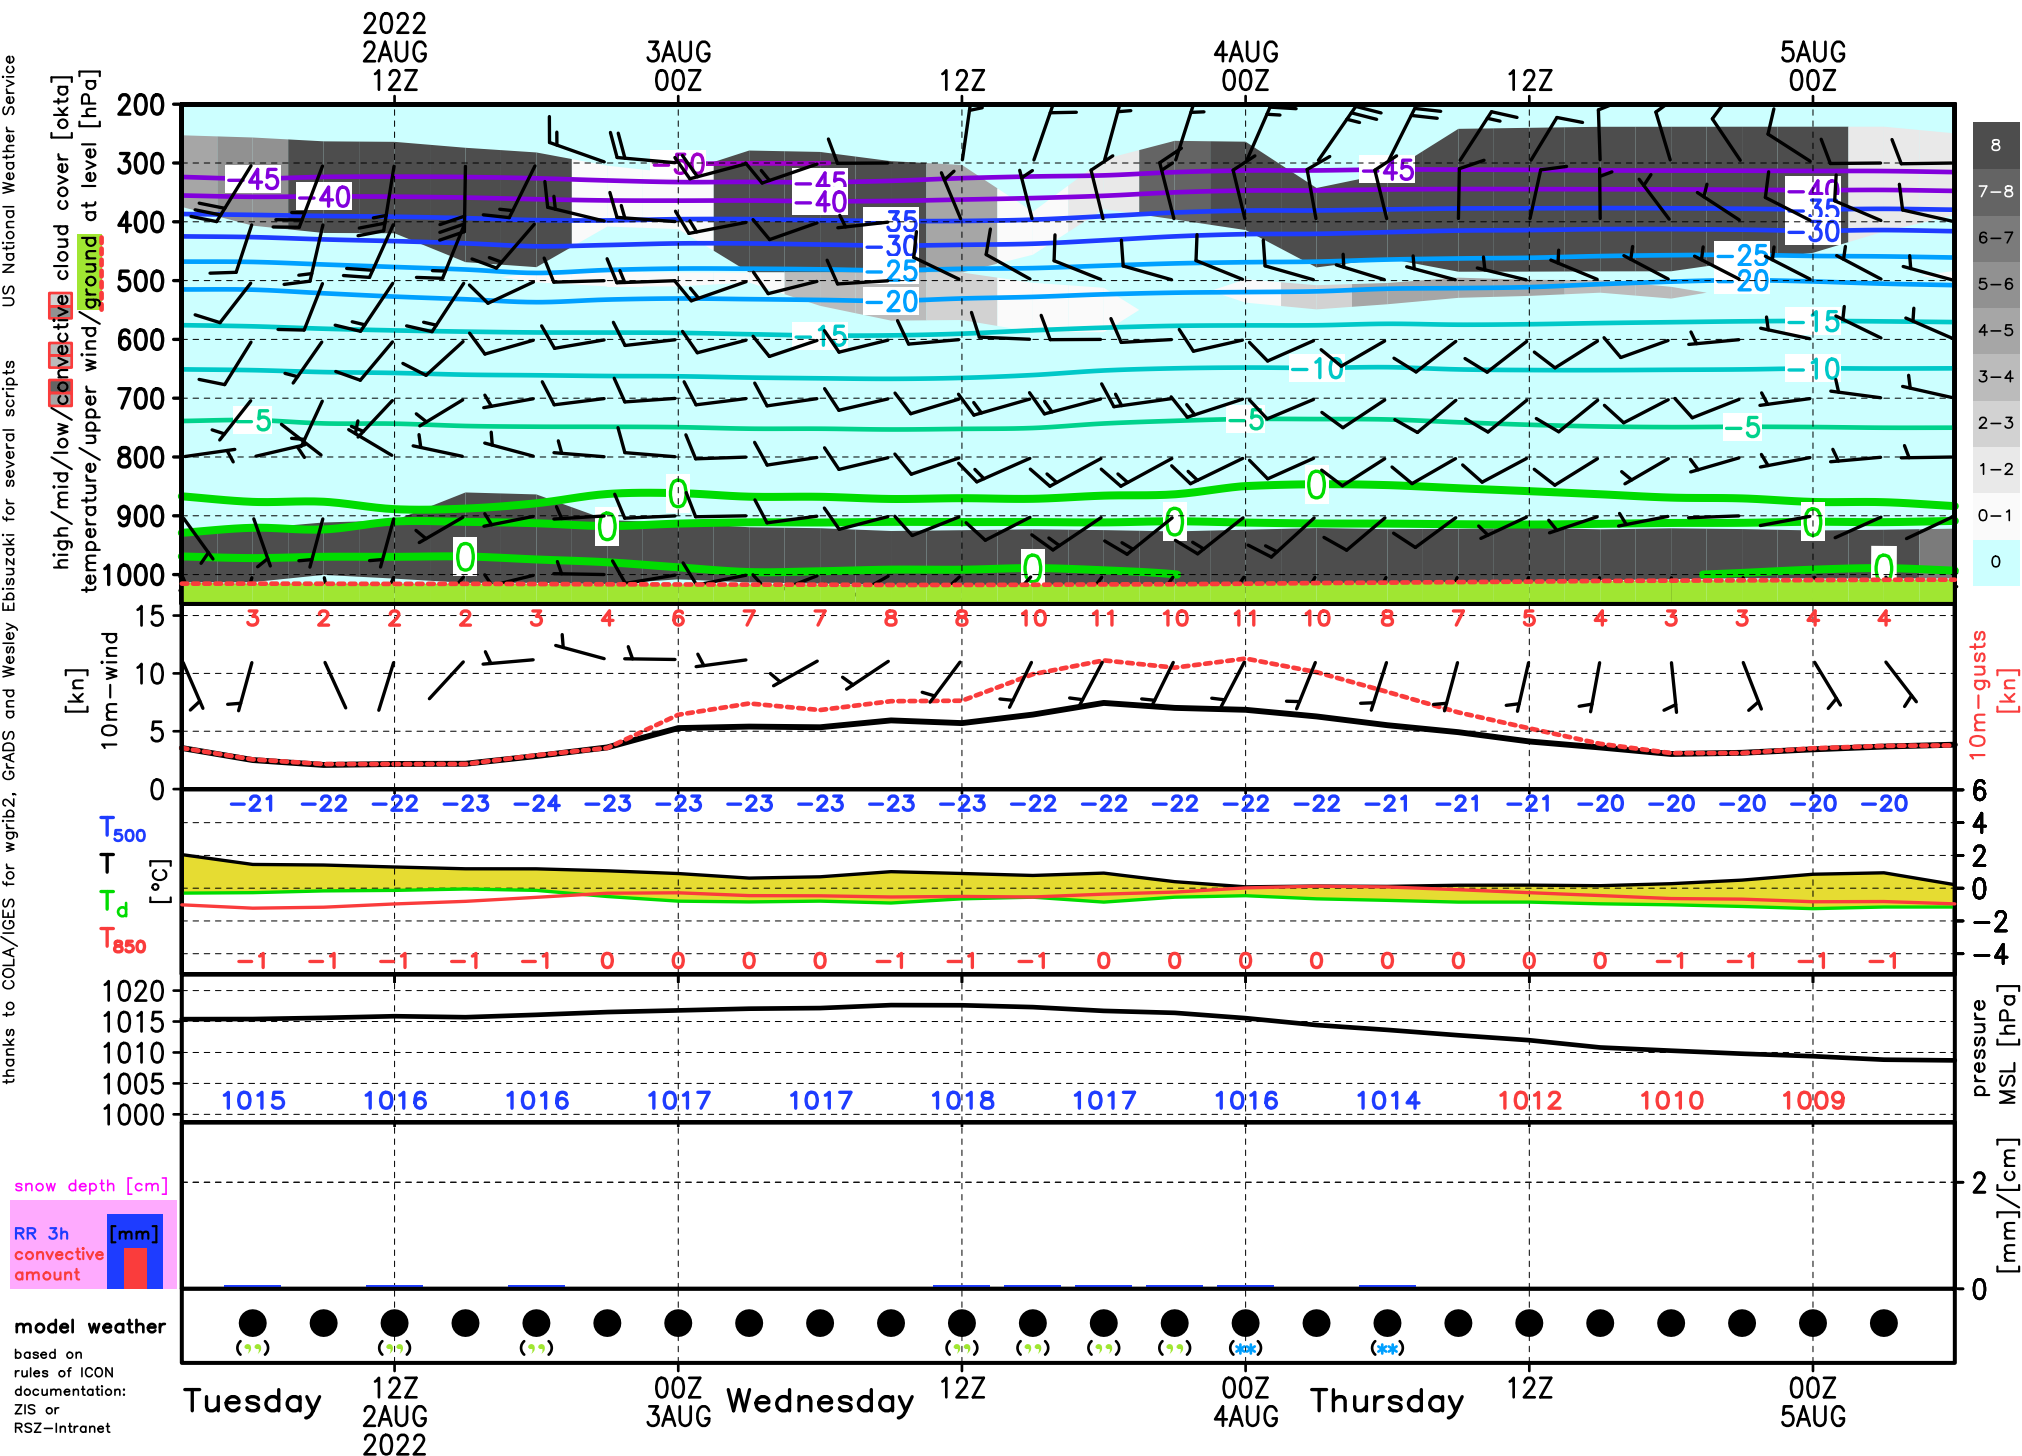 2022
2AUG 3AUG 4AUG 5AUG
12Z 00Z 12Z 00Z 12Z 00Z
thanks to COLA/IGES for wgrib2, GrADS and Wesley Ebisuzaki for several scripts US National Weather Service
high/mid/low/convective cloud cover [okta]
temperature/upper wind/ground at level [hPa]
200
300
400
500
600
700
800
900
1000
-50
-45 -45 -45
-40 -40 -40
-35 -35
-30 -30
-25 -25
-20 -20
-15 -15
-10 -10
-5 -5 -5
0 0 0 0 0 0 0 0
8
7-8
6-7
5-6
4-5
3-4
2-3
1-2
0-1
0
10m-wind
[kn]
15
10
5
0
3 2 2 2 3 4 6 7 7 8 8 10 11 10 11 10 8 7 5 4 3 3 4 4
10m-gusts
[kn]
T500
T
Td
T850
[°C]
-21 -22 -22 -23 -24 -23 -23 -23 -23 -23 -23 -22 -22 -22 -22 -22 -21 -21 -21 -20 -20 -20 -20 -20
6
4
2
0
-2
-4
-1 -1 -1 -1 -1 0 0 0 0 -1 -1 -1 0 0 0 0 0 0 0 0 -1 -1 -1 -1
1020
1015
1010
1005
1000
1015 1016 1016 1017 1017 1018 1017 1016 1014 1012 1010 1009
pressure
MSL [hPa]
snow depth [cm]
RR 3h [mm]
convective
amount
2
0
[mm]/[cm]
model weather
based on
rules of ICON
documentation:
ZIS or
RSZ-Intranet
(,,) (,,) (,,) (,,) (,,) (,,) (,,) (**) (**)
Tuesday Wednesday Thursday
12Z 00Z 12Z 00Z 12Z 00Z
2AUG 3AUG 4AUG 5AUG
2022